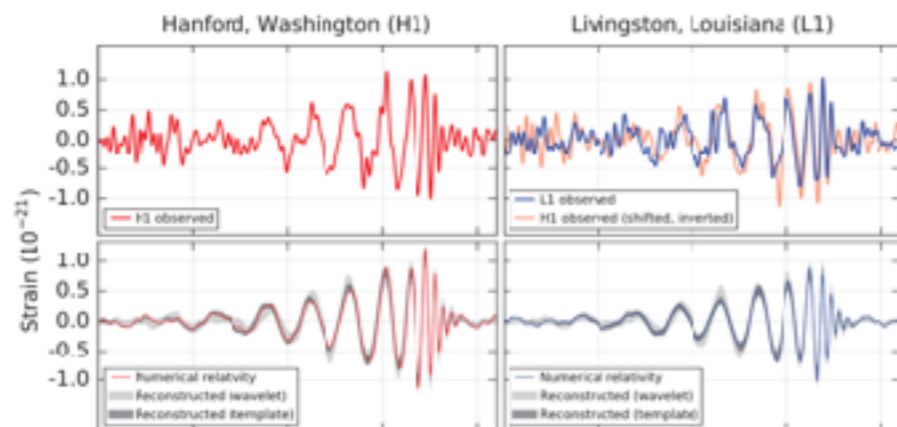 Hanford, Washington (H1)
Livingston, Louisiana (L1)
Strain (10⁻²¹)
1.0
0.5
0.0
-0.5
-1.0
H1 observed
L1 observed
H1 observed (shifted, inverted)
1.0
0.5
0.0
-0.5
-1.0
Numerical relativity
Reconstructed (wavelet)
Reconstructed (template)
Numerical relativity
Reconstructed (wavelet)
Reconstructed (template)